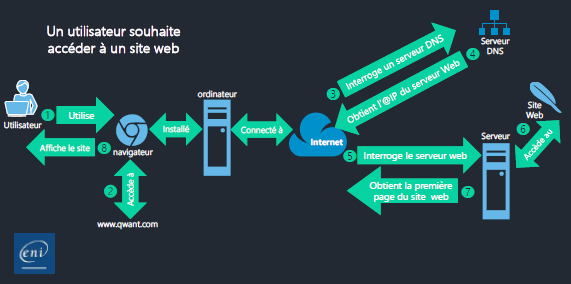 Un utilisateur souhaite
accéder à un site web
Utilisateur
1
Utilise
Affiche le site
8
navigateur
2
Accède à
www.qwant.com
Installé
ordinateur
Connecté à
Internet
3
Interroge un serveur DNS
4
Obtient l'@IP du serveur Web
Serveur
DNS
5
Interroge le serveur web
Obtient la première
page du site web
7
Serveur
6
Accède au
Site
Web
eni